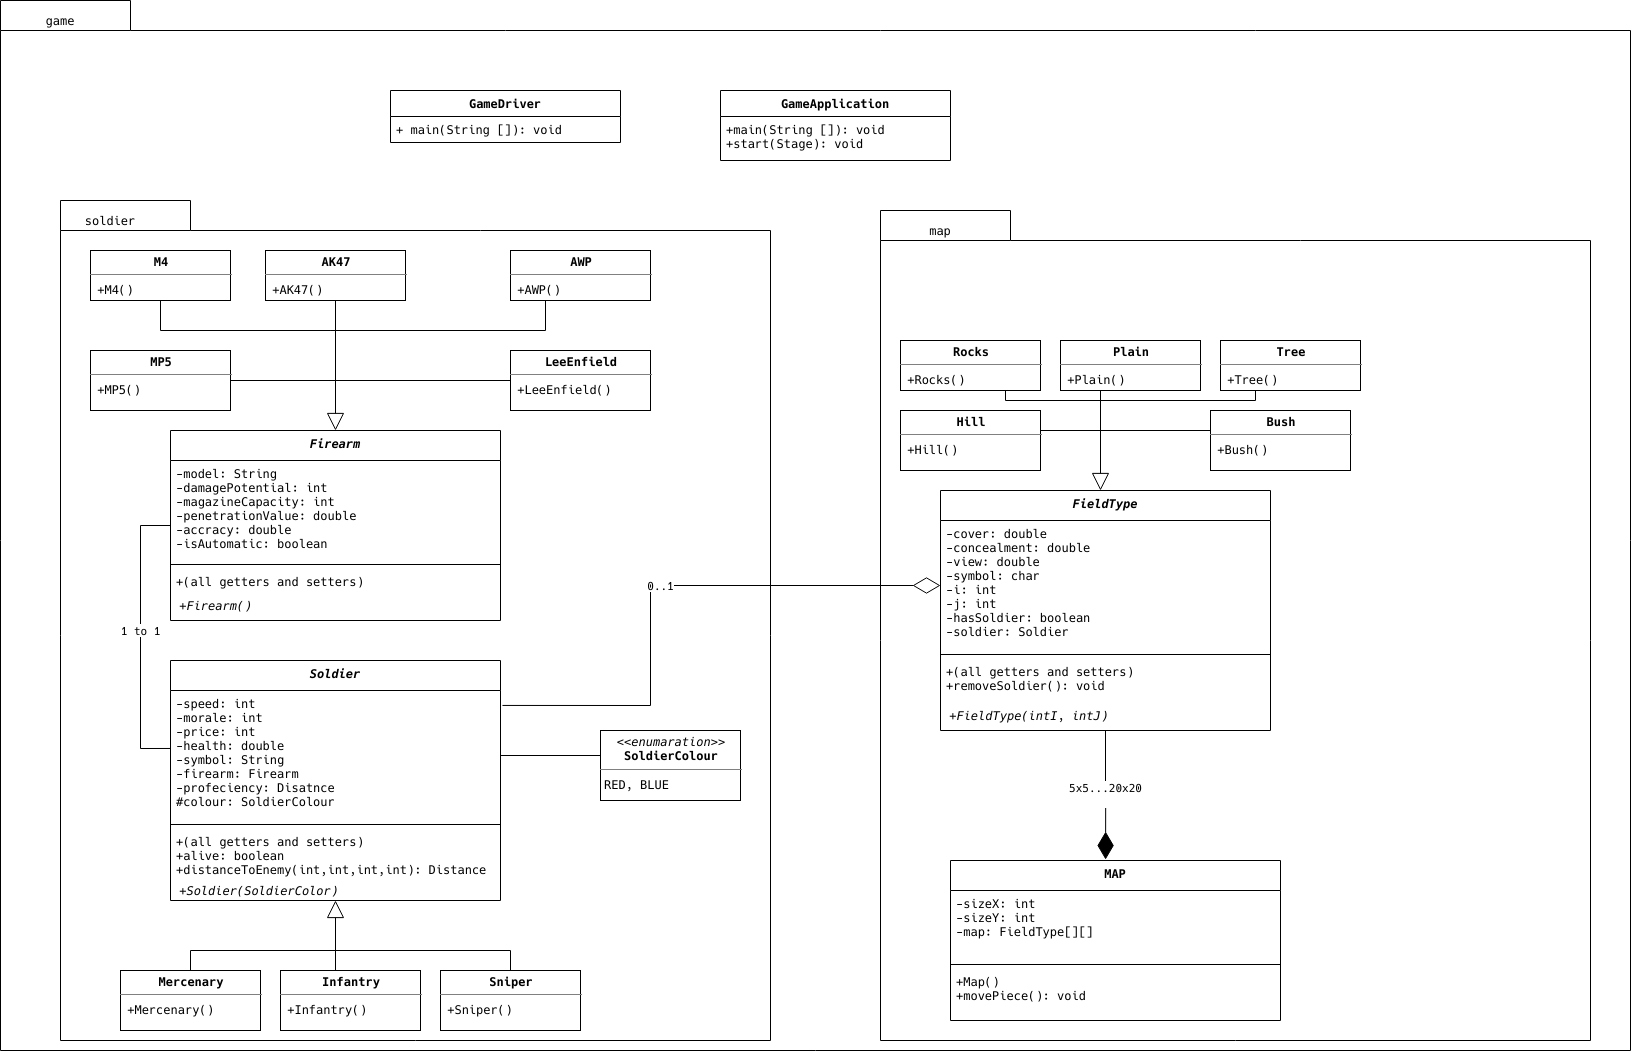 game
GameDriver
+ main(String []): void
GameApplication
+main(String []): void
+start(Stage): void
soldier
M4
+M4()
AK47
+AK47()
AWP
+AWP()
MP5
+MP5()
LeeEnfield
+LeeEnfield()
Firearm
-model: String
-damagePotential: int
-magazineCapacity: int
-penetrationValue: double
-accracy: double
-isAutomatic: boolean
+(all getters and setters)
+Firearm()
1 to 1
Soldier
-speed: int
-morale: int
-price: int
-health: double
-symbol: String
-firearm: Firearm
-profeciency: Disatnce
#colour: SoldierColour
+(all getters and setters)
+alive: boolean
+distanceToEnemy(int,int,int,int): Distance
+Soldier(SoldierColor)
<<enumaration>>
SoldierColour
RED, BLUE
Mercenary
+Mercenary()
Infantry
+Infantry()
Sniper
+Sniper()
0..1
map
Rocks
+Rocks()
Plain
+Plain()
Tree
+Tree()
Hill
+Hill()
Bush
+Bush()
FieldType
-cover: double
-concealment: double
-view: double
-symbol: char
-i: int
-j: int
-hasSoldier: boolean
-soldier: Soldier
+(all getters and setters)
+removeSoldier(): void
+FieldType(intI, intJ)
5x5...20x20
MAP
-sizeX: int
-sizeY: int
-map: FieldType[][]
+Map()
+movePiece(): void